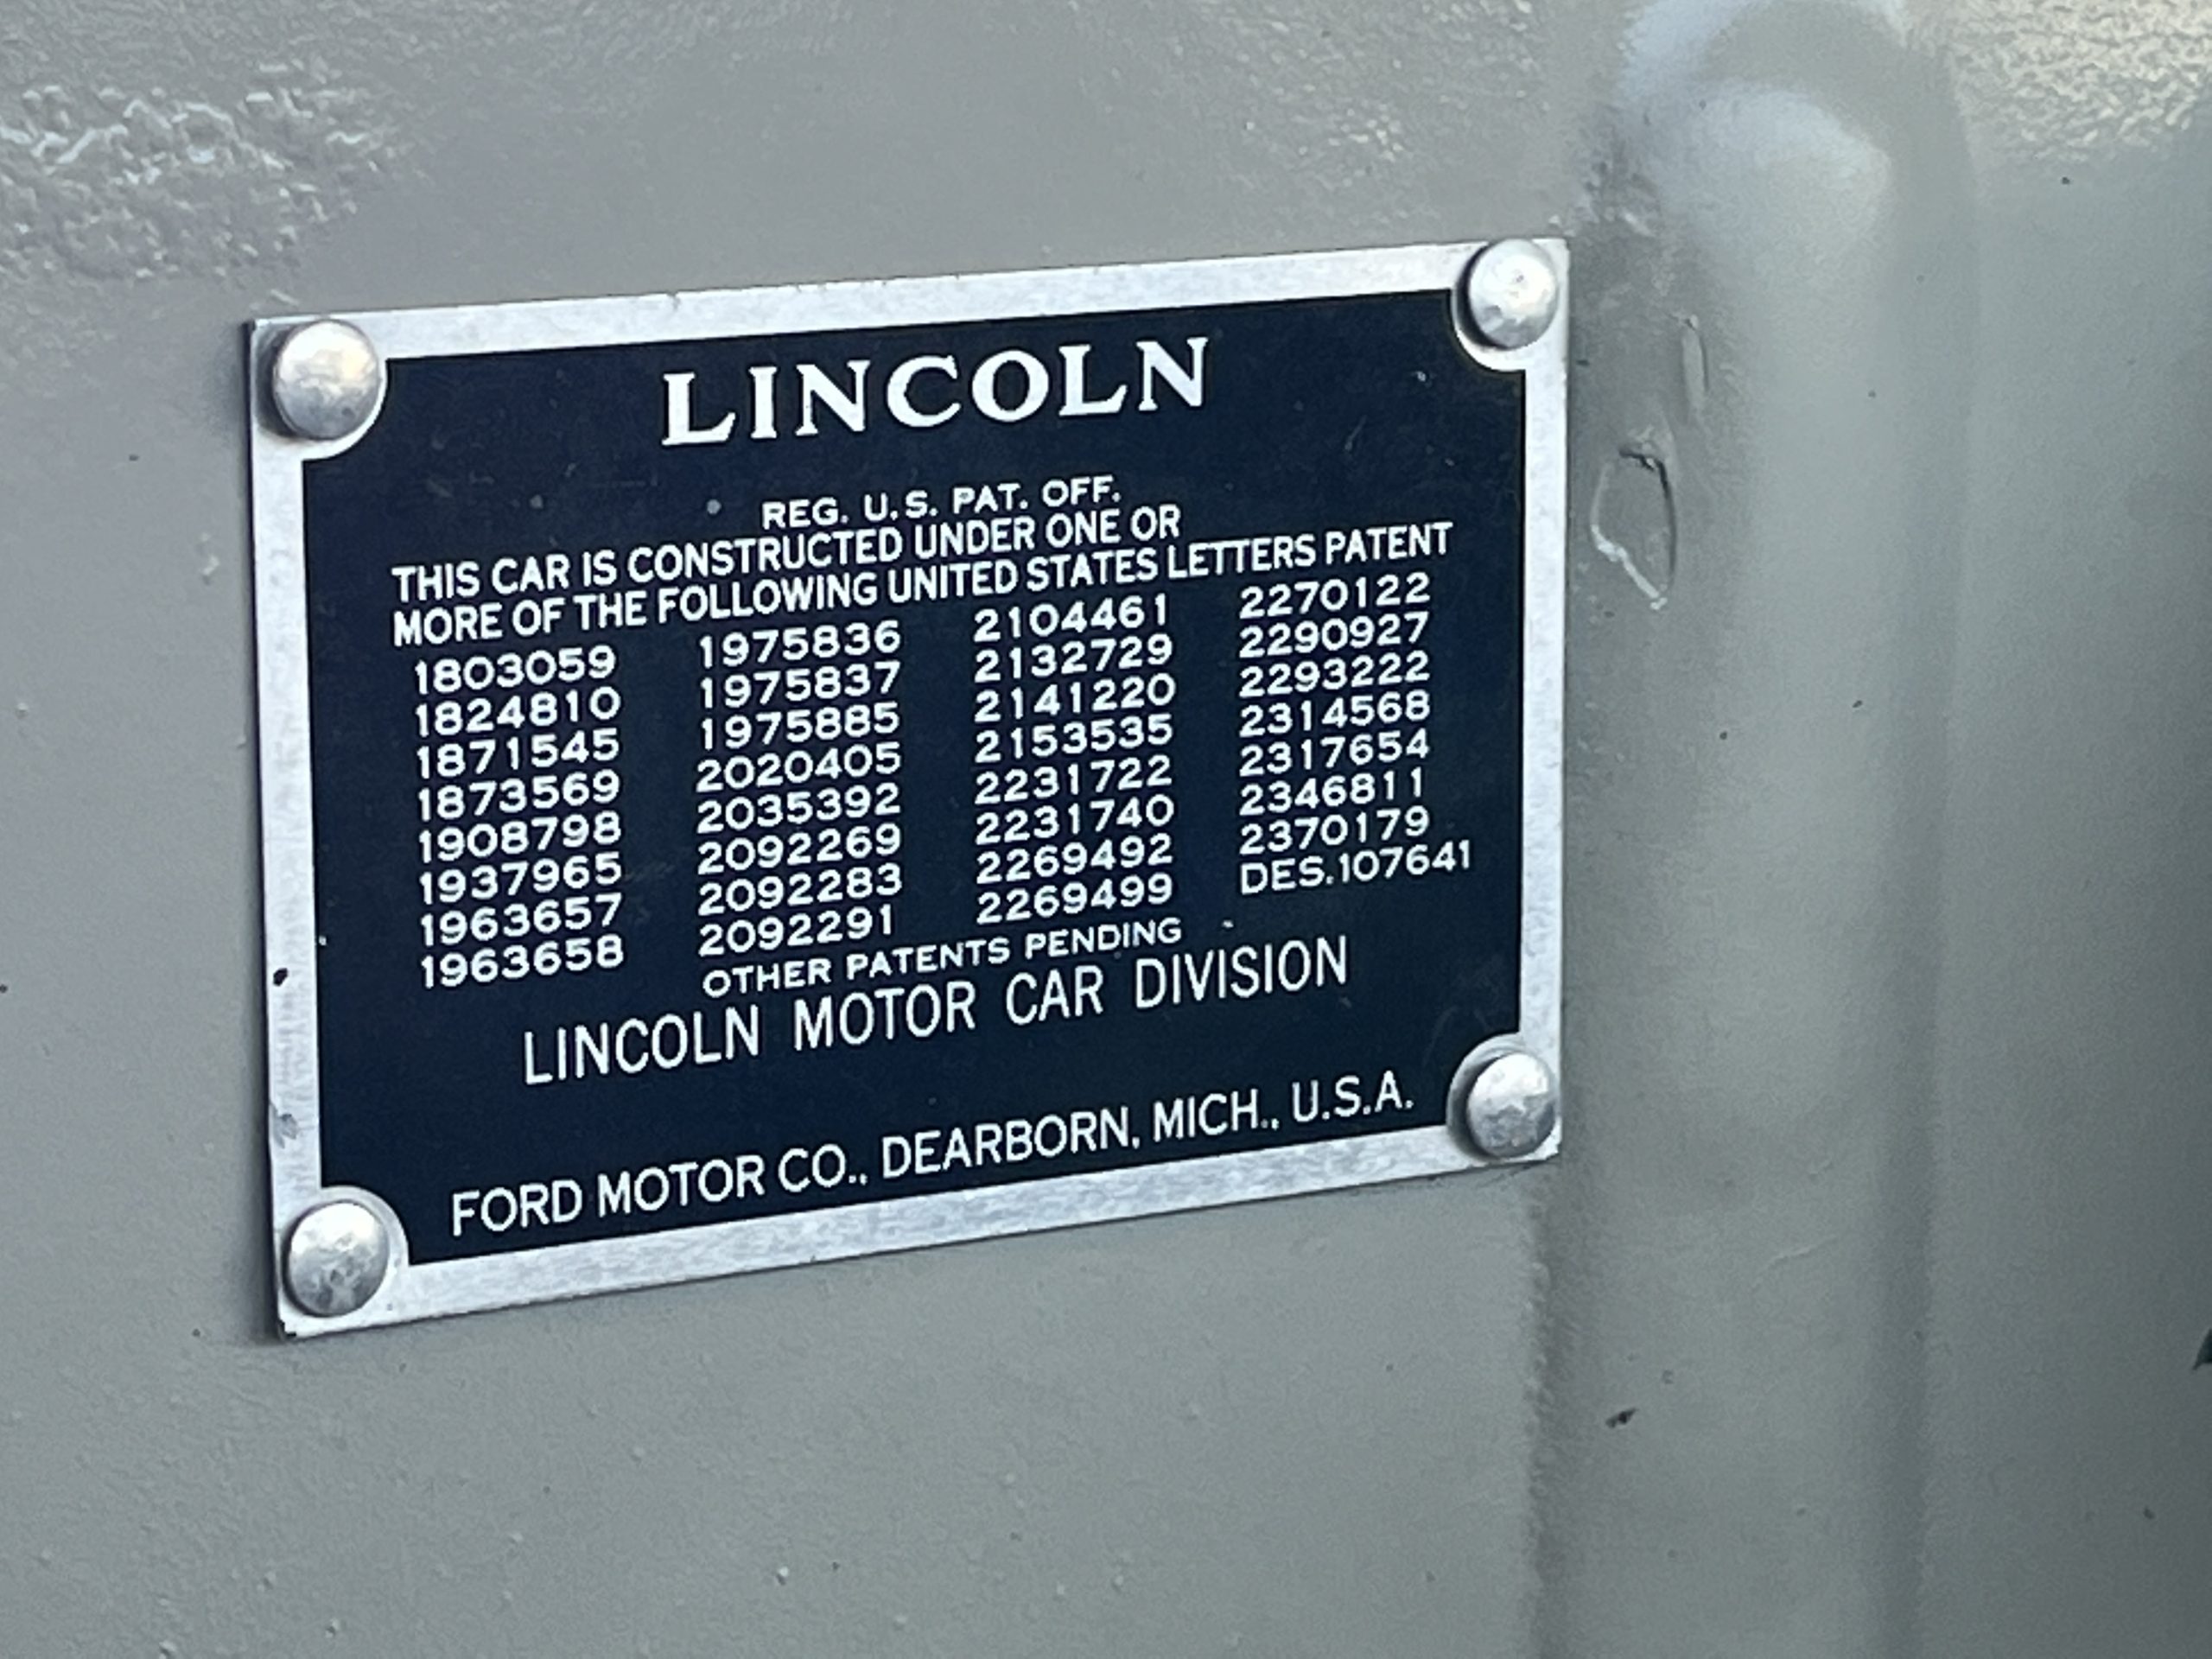 LINCOLN
REG. U.S. PAT. OFF.
THIS CAR IS CONSTRUCTED UNDER ONE OR
MORE OF THE FOLLOWING UNITED STATES LETTERS PATENT
1803059 1975836 2104461 2270122
1824810 1975837 2132729 2290927
1871545 1975885 2141220 2293222
1873569 2020405 2153535 2314568
1908798 2035392 2231722 2317654
1937965 2092269 2231740 2346811
1963657 2092283 2269492 2370179
1963658 2092291 2269499 DES.107641
OTHER PATENTS PENDING
LINCOLN MOTOR CAR DIVISION
FORD MOTOR CO., DEARBORN, MICH., U.S.A.